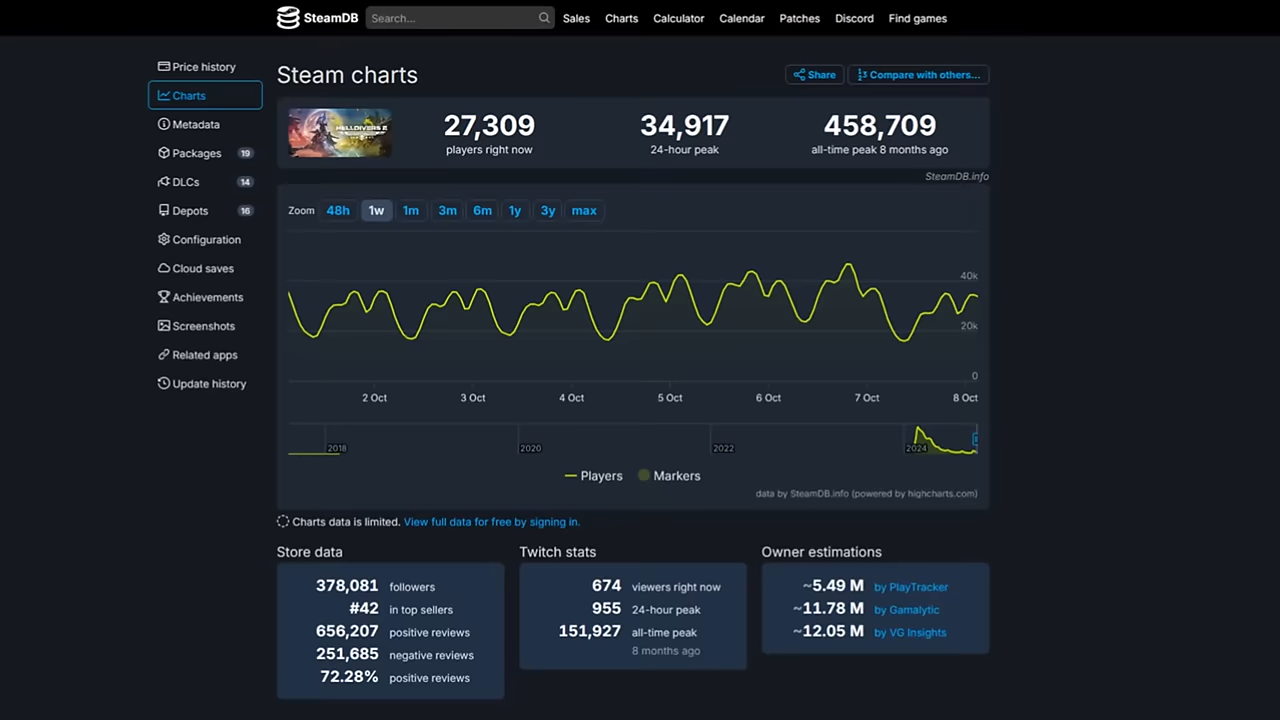 SteamDB
Search...
Sales
Charts
Calculator
Calendar
Patches
Discord
Find games
Price history
Charts
Metadata
Packages 19
DLCs 14
Depots 16
Configuration
Cloud saves
Achievements
Screenshots
Related apps
Update history
Steam charts
Share
Compare with others...
HELLDIVERS 2
27,309
players right now
34,917
24-hour peak
458,709
all-time peak 8 months ago
SteamDB.info
Zoom 48h 1w 1m 3m 6m 1y 3y max
40k
20k
0
2 Oct 3 Oct 4 Oct 5 Oct 6 Oct 7 Oct 8 Oct
2018 2020 2022 2024
Players Markers
data by SteamDB.info (powered by highcharts.com)
Charts data is limited. View full data for free by signing in.
Store data
378,081 followers
#42 in top sellers
656,207 positive reviews
251,685 negative reviews
72.28% positive reviews
Twitch stats
674 viewers right now
955 24-hour peak
151,927 all-time peak
8 months ago
Owner estimations
~5.49 M by PlayTracker
~11.78 M by Gamalytic
~12.05 M by VG Insights